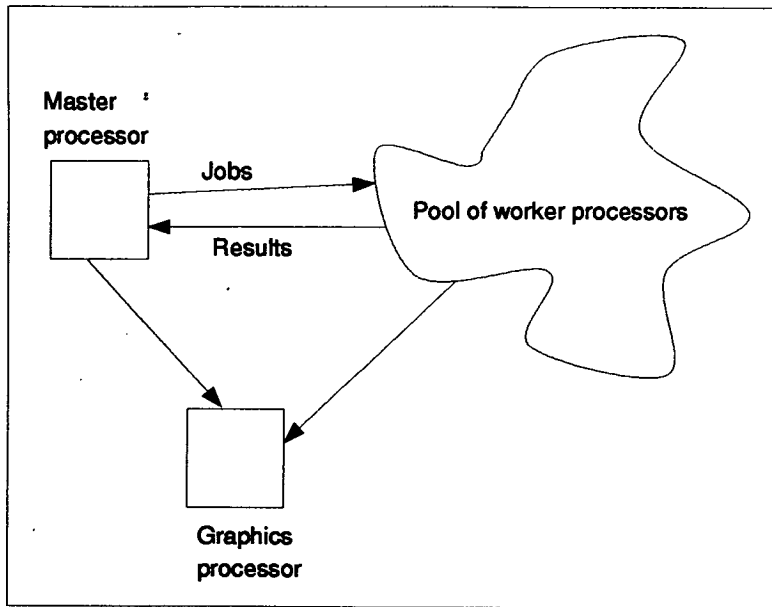 Master
processor
Jobs
Pool of worker processors
Results
Graphics
processor